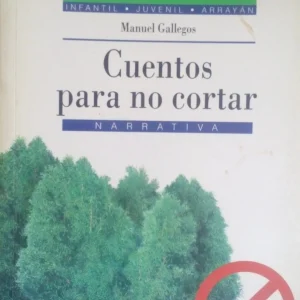 INFANTIL • JUVENIL • ARRAYÁN
Manuel Gallegos
Cuentos
para no cortar
NARRATIVA